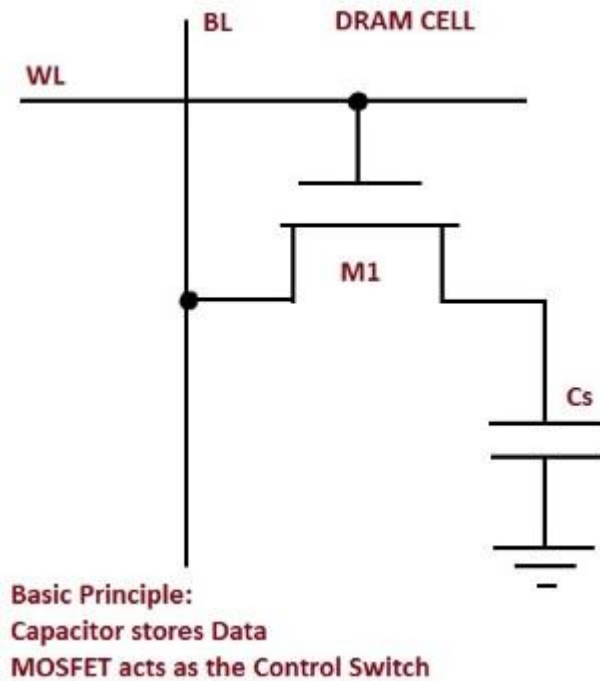 BL
DRAM CELL
WL
M1
Cs
Basic Principle:
Capacitor stores Data
MOSFET acts as the Control Switch